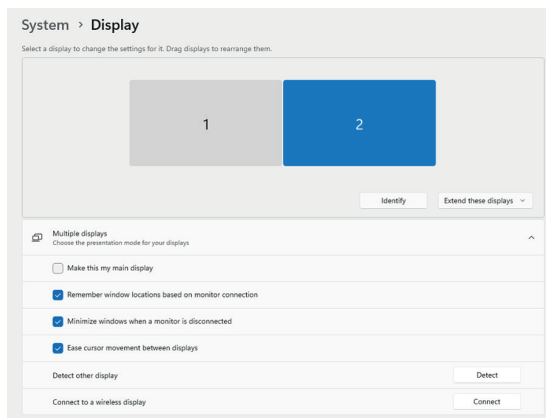 System > Display
Select a display to change the settings for it. Drag displays to rearrange them.
1
2
Identify
Extend these displays
Multiple displays
Choose the presentation mode for your displays
Make this my main display
Remember window locations based on monitor connection
Minimize windows when a monitor is disconnected
Ease cursor movement between displays
Detect other display
Detect
Connect to a wireless display
Connect